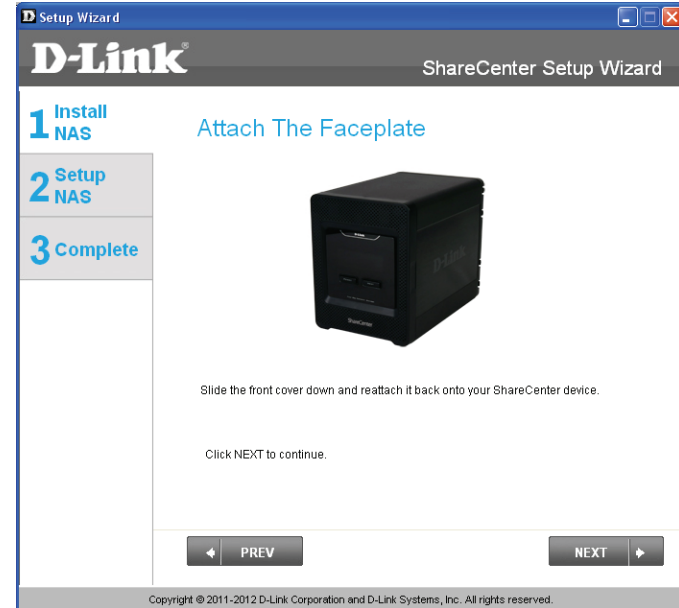 D Setup Wizard
D-Link®
ShareCenter Setup Wizard
1 Install
NAS
2 Setup
NAS
3 Complete
Attach The Faceplate
D-Link
ShareCenter
Slide the front cover down and reattach it back onto your ShareCenter device.
Click NEXT to continue.
PREV
NEXT
Copyright © 2011-2012 D-Link Corporation and D-Link Systems, Inc. All rights reserved.